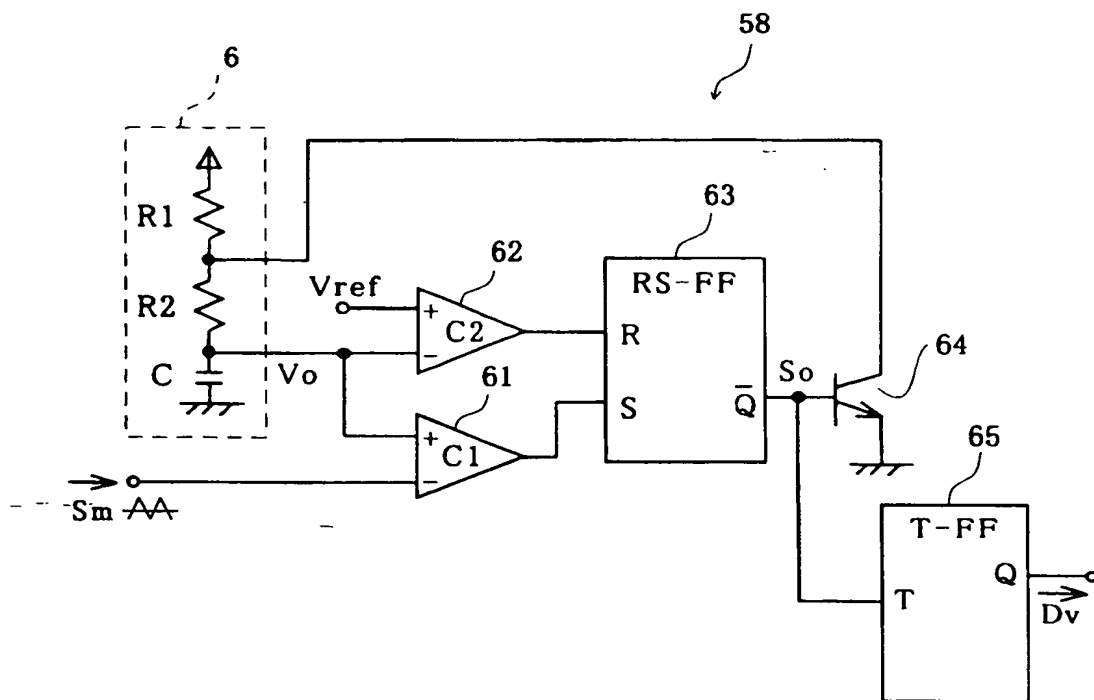 58
6
R1
R2
C
Vref
Vo
62
+
C2
−
61
+
C1
−
Sm
63
RS-FF
R
S
Q̅
So
64
65
T-FF
Q
T
Dv